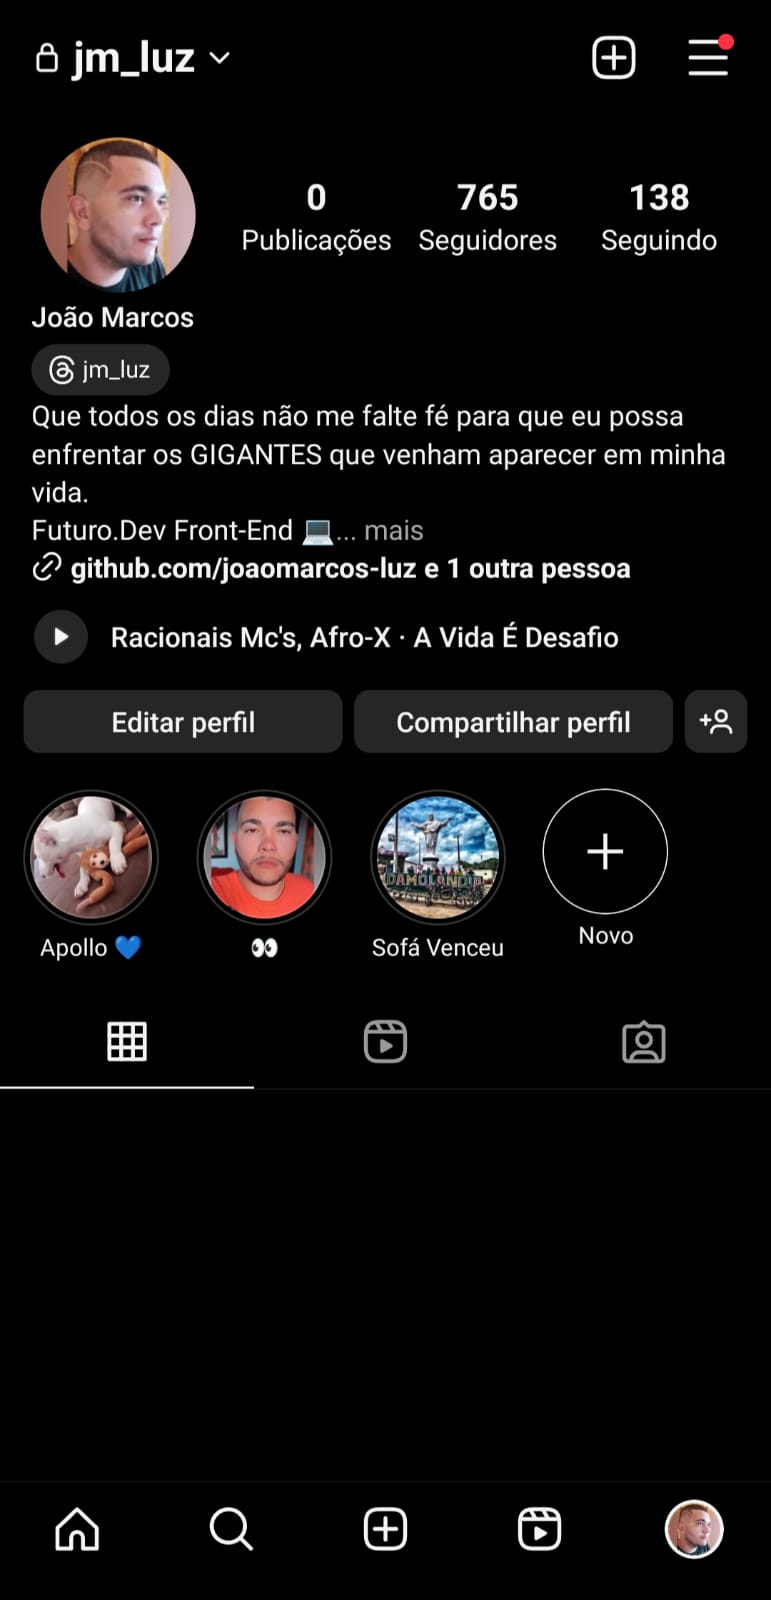 jm_luz
0 765 138
Publicações Seguidores Seguindo
João Marcos
jm_luz
Que todos os dias não me falte fé para que eu possa
enfrentar os GIGANTES que venham aparecer em minha
vida.
Futuro.Dev Front-End 💻... mais
github.com/joaomarcos-luz e 1 outra pessoa
Racionais Mc's, Afro-X · A Vida É Desafio
Editar perfil Compartilhar perfil
DAMOLANDIA
Apollo 💙 👀 Sofá Venceu Novo